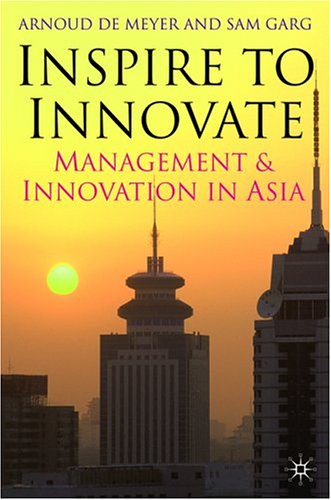 ARNOUD DE MEYER AND SAM GARG
INSPIRE TO
INNOVATE
MANAGEMENT &
INNOVATION IN ASIA